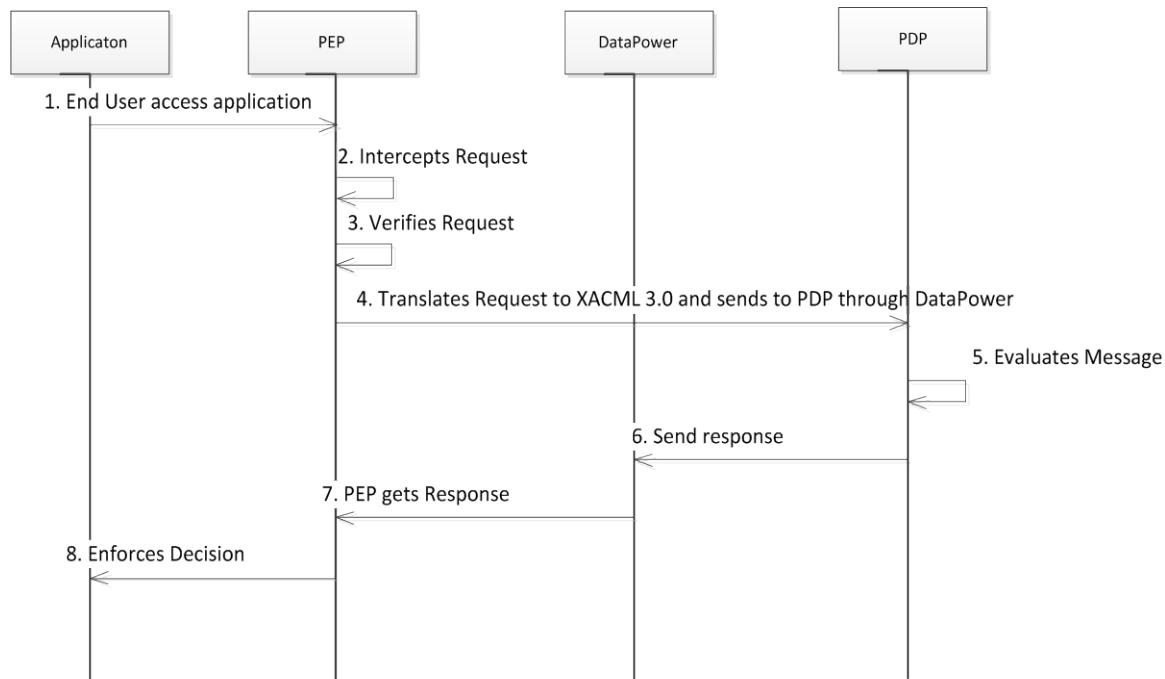 Applicaton
PEP
DataPower
PDP
1. End User access application
2. Intercepts Request
3. Verifies Request
4. Translates Request to XACML 3.0 and sends to PDP through DataPower
5. Evaluates Message
6. Send response
7. PEP gets Response
8. Enforces Decision